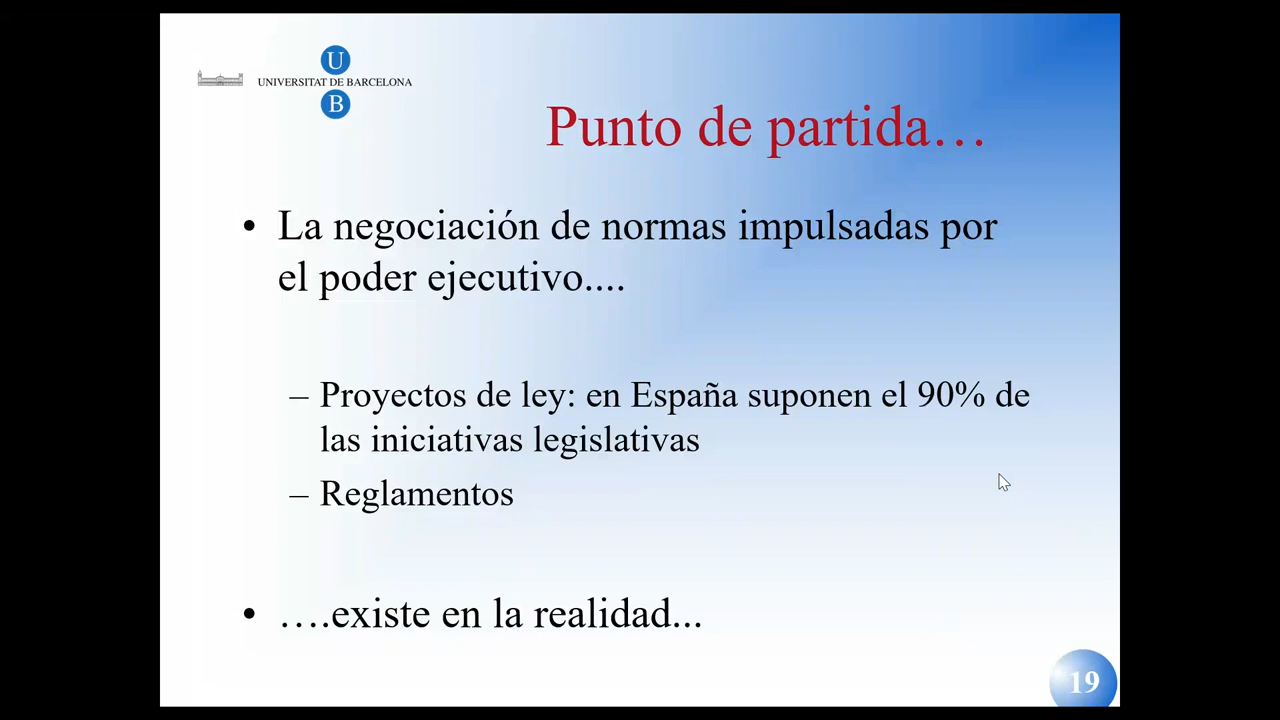 U
UNIVERSITAT DE BARCELONA
B
Punto de partida…
• La negociación de normas impulsadas por
el poder ejecutivo....
– Proyectos de ley: en España suponen el 90% de
las iniciativas legislativas
– Reglamentos
• ….existe en la realidad...
19